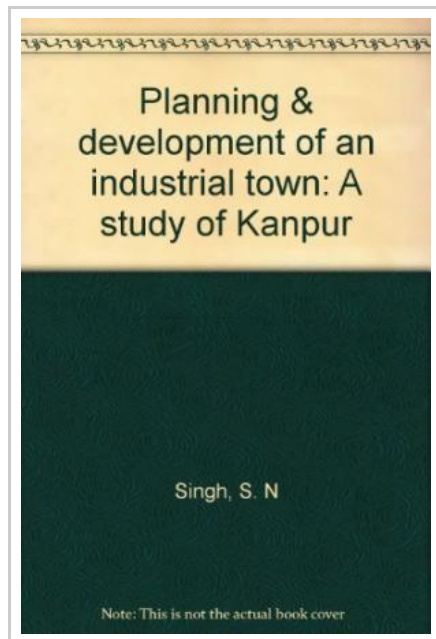 Planning &
development of an
industrial town: A
study of Kanpur
Singh, S. N
Note: This is not the actual book cover